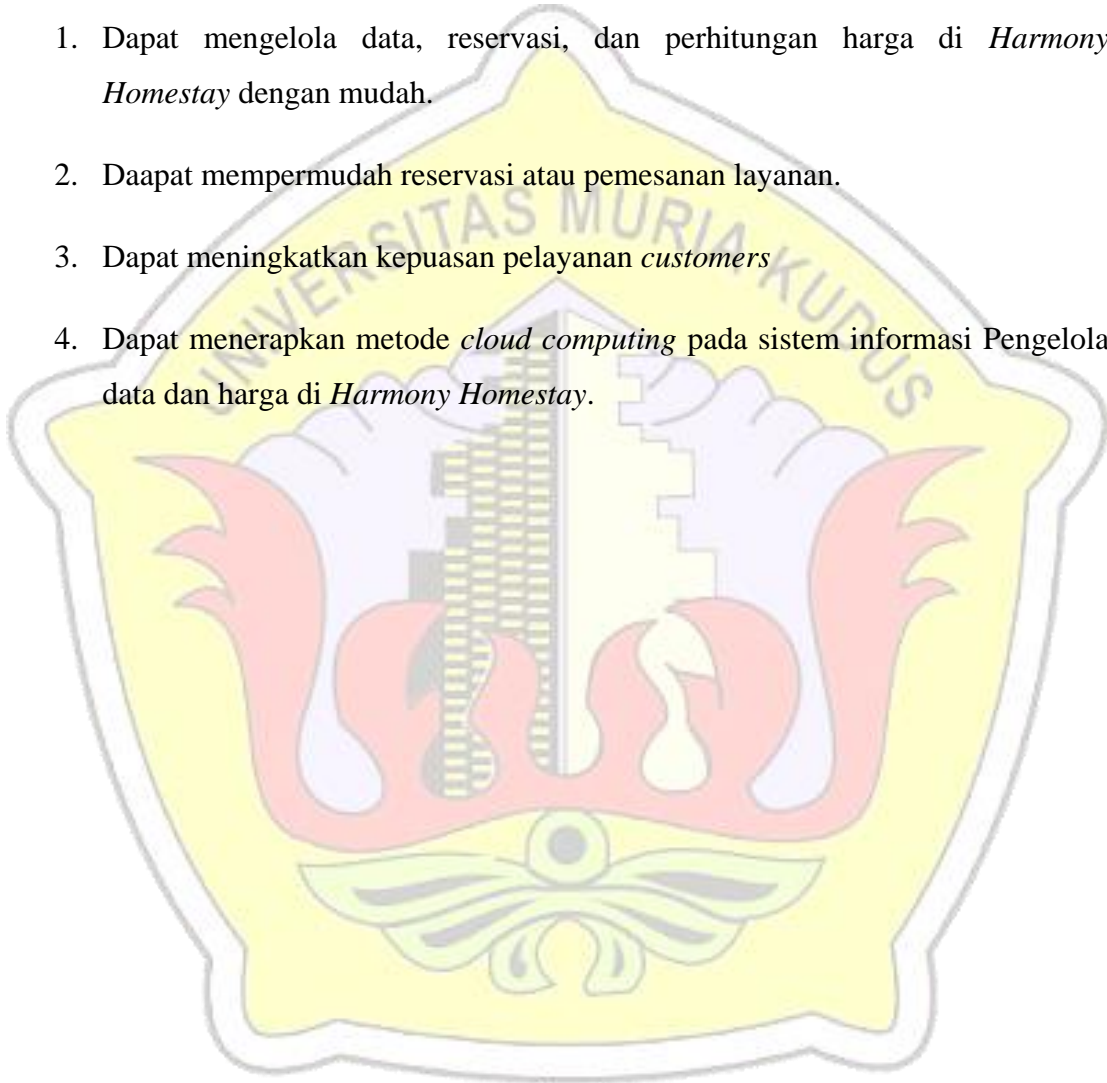 1. Dapat mengelola data, reservasi, dan perhitungan harga di Harmony
Homestay dengan mudah.
2. Daapat mempermudah reservasi atau pemesanan layanan.
3. Dapat meningkatkan kepuasan pelayanan customers
4. Dapat menerapkan metode cloud computing pada sistem informasi Pengelola
data dan harga di Harmony Homestay.
UNIVERSITAS MURIA KUDUS